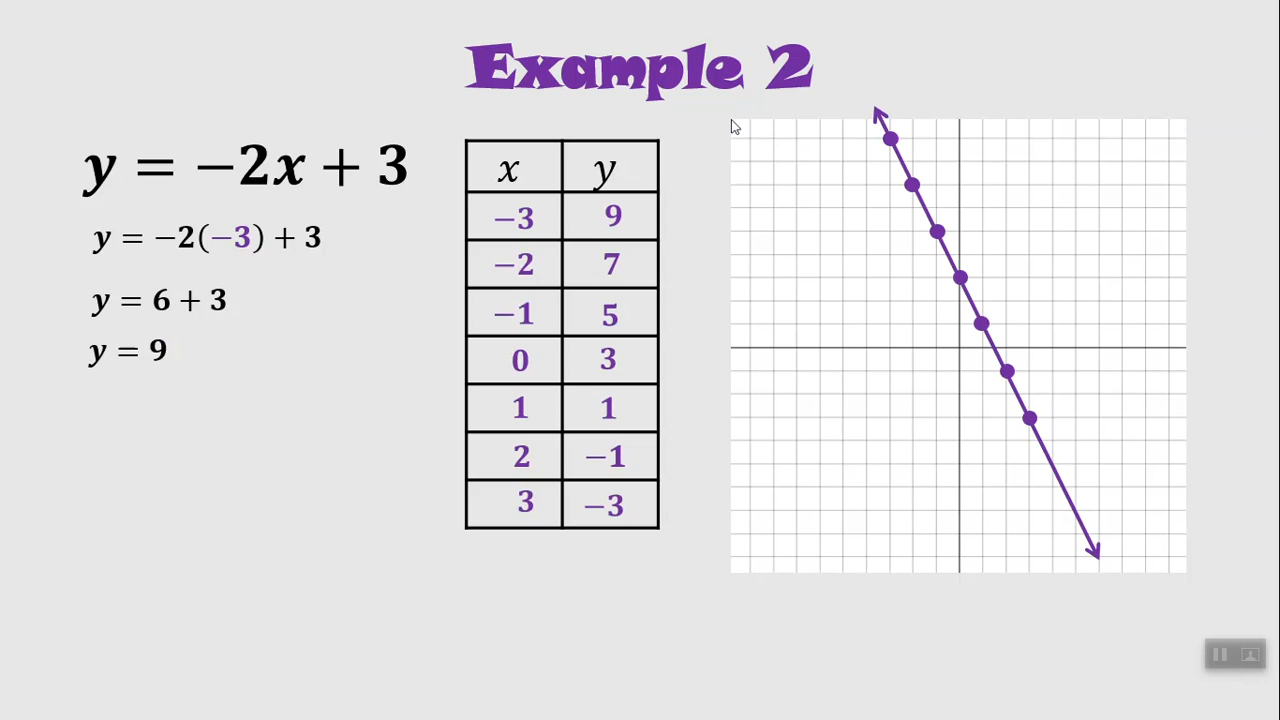 Example 2
y = −2x + 3
y = −2(−3) + 3
y = 6 + 3
y = 9
x y
−3 9
−2 7
−1 5
0 3
1 1
2 −1
3 −3